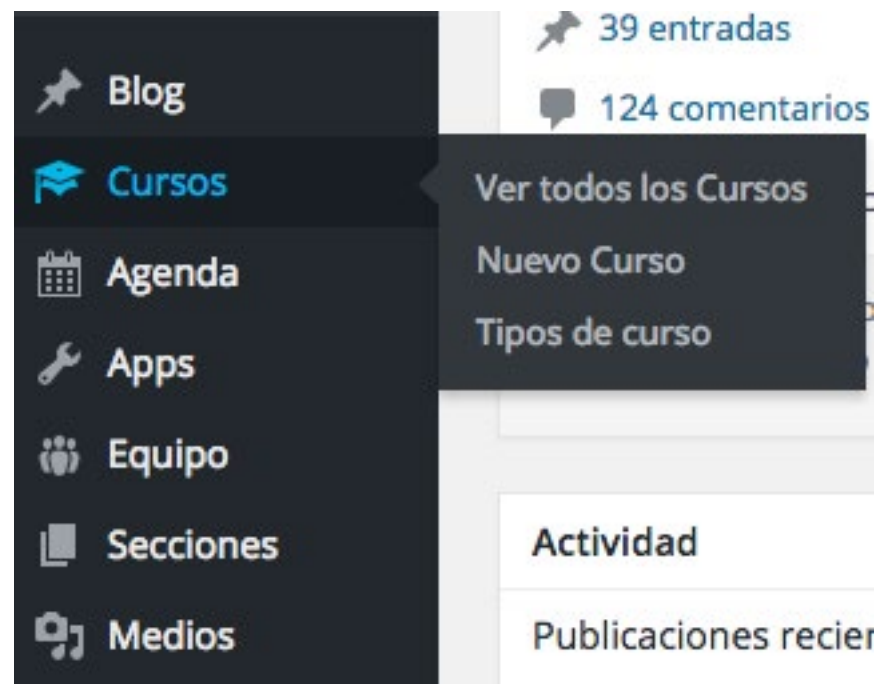 Blog
Cursos
Agenda
Apps
Equipo
Secciones
Medios
39 entradas
124 comentarios
Ver todos los Cursos
Nuevo Curso
Tipos de curso
Actividad
Publicaciones